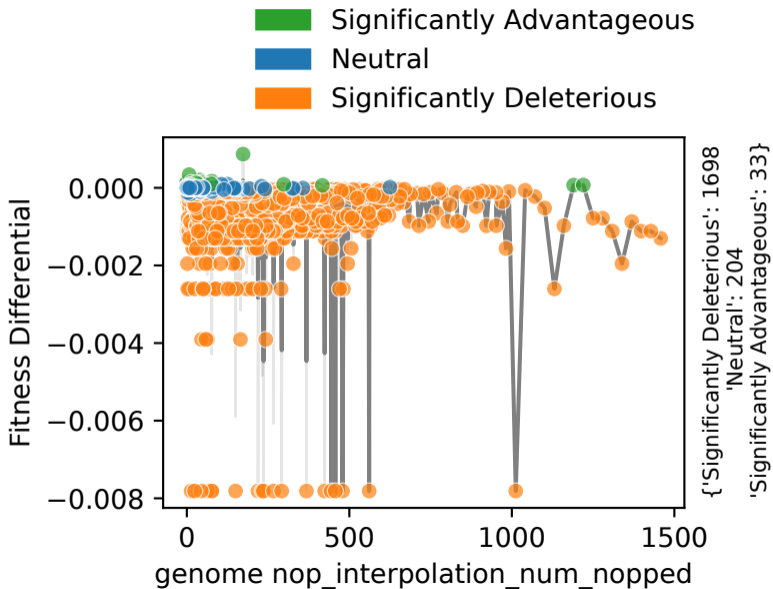 Significantly Advantageous
Neutral
Significantly Deleterious
0.000
−0.002
−0.004
−0.006
−0.008
Fitness Differential
0
500
1000
1500
genome nop_interpolation_num_nopped
{'Significantly Deleterious': 1698
'Neutral': 204
'Significantly Advantageous': 33}